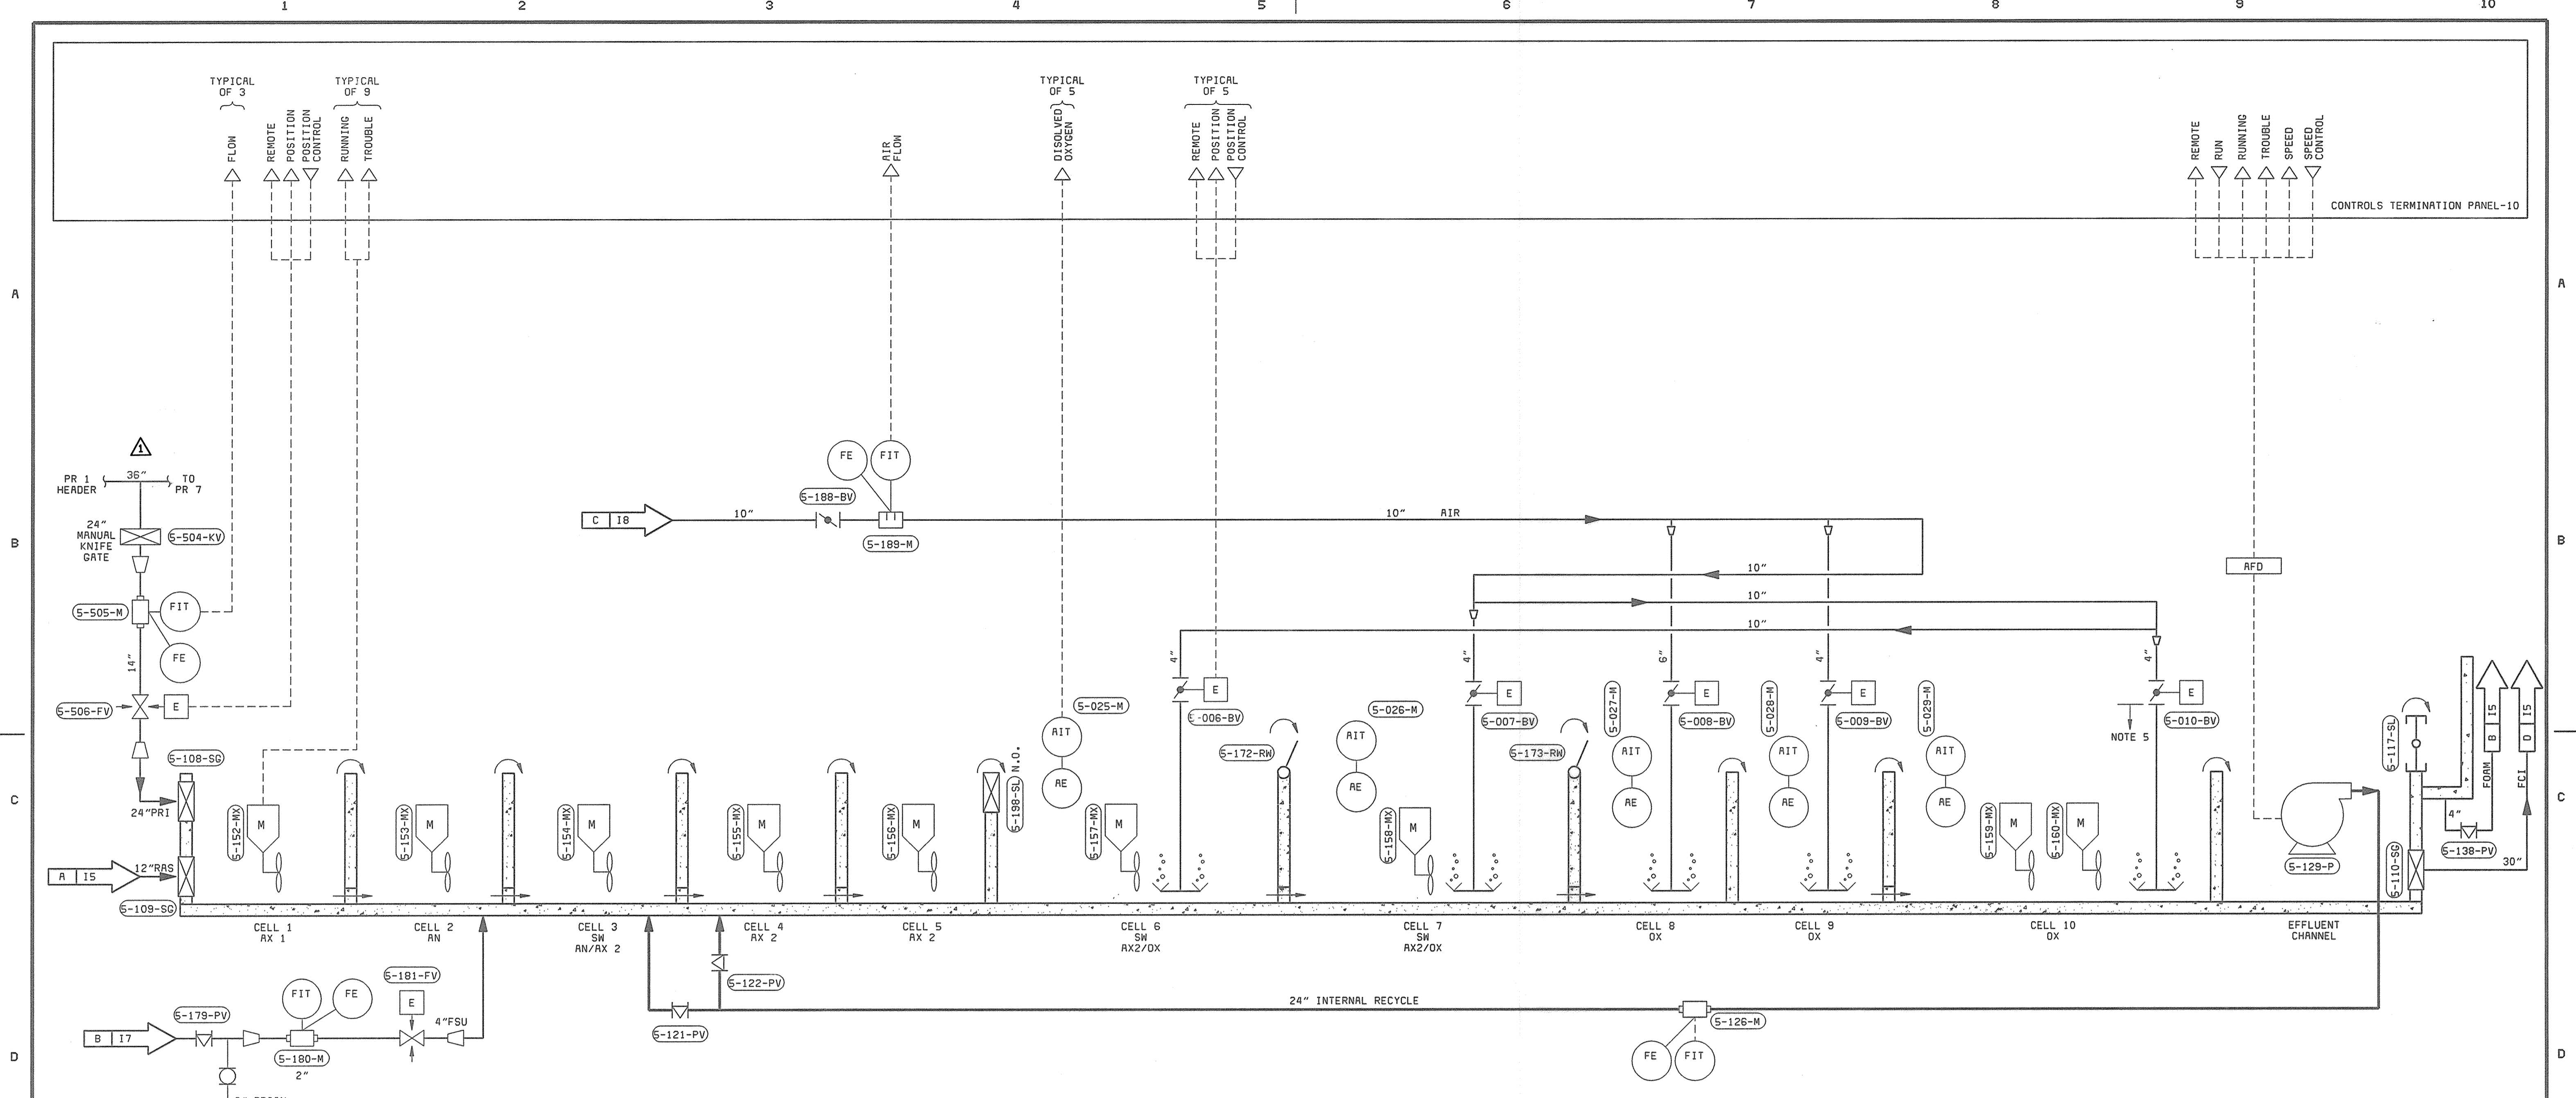 1 2 3 4 5 6 7 8 9 10
TYPICAL
OF 3
TYPICAL
OF 9
TYPICAL
OF 5
TYPICAL
OF 5
FLOW
REMOTE
POSITION
POSITION
CONTROL
RUNNING
TROUBLE
AIR
FLOW
DISOLVED
OXYGEN
REMOTE
POSITION
POSITION
CONTROL
REMOTE
RUN
RUNNING
TROUBLE
SPEED
SPEED
CONTROL
CONTROLS TERMINATION PANEL-10
A
A
1
PR 1
HEADER
36"
TO
PR 7
24"
MANUAL
KNIFE
GATE
5-504-KV
5-505-M
FIT
FE
14"
5-506-FV
E
B
B
C I8
10"
5-188-BV
FE
FIT
5-189-M
10" AIR
10"
10"
10"
AFD
4"
4"
6"
4"
4"
E
E
E
E
E
-006-BV
5-007-BV
5-008-BV
5-009-BV
5-010-BV
NOTE 5
5-025-M
AIT
AE
5-026-M
AIT
AE
5-027-M
AIT
AE
5-028-M
AIT
AE
5-029-M
AIT
AE
5-172-RW
5-173-RW
5-117-SL
B I5
D I5
FOAM
FCI
4"
5-138-PV
30"
5-110-SG
5-129-P
C
C
5-108-SG
24"PRI
A I5
12"RAS
5-109-SG
5-152-MX
M
5-153-MX
M
5-154-MX
M
5-155-MX
M
5-156-MX
M
5-198-SL N.O.
5-157-MX
M
5-158-MX
M
5-159-MX
M
5-160-MX
M
CELL 1
AX 1
CELL 2
AN
CELL 3
SW
AN/AX 2
CELL 4
AX 2
CELL 5
AX 2
CELL 6
SW
AX2/OX
CELL 7
SW
AX2/OX
CELL 8
OX
CELL 9
OX
CELL 10
OX
EFFLUENT
CHANNEL
5-122-PV
5-121-PV
24" INTERNAL RECYCLE
5-126-M
FE
FIT
D
D
B I7
5-179-PV
FIT
FE
5-180-M
2"
5-181-FV
E
4"FSU